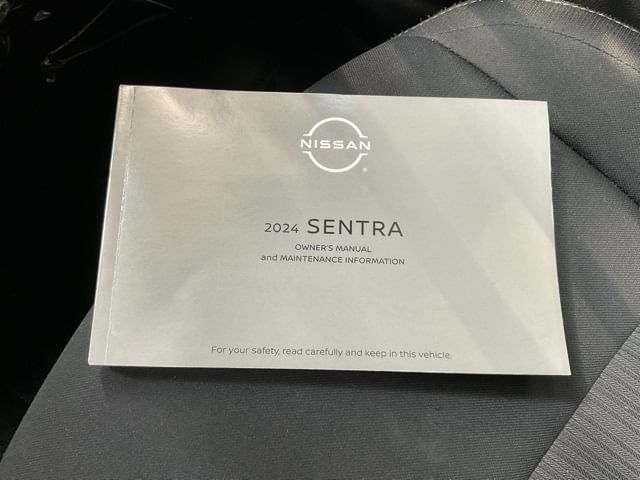 NISSAN
2024 SENTRA
OWNER'S MANUAL
and MAINTENANCE INFORMATION
For your safety, read carefully and keep in this vehicle.